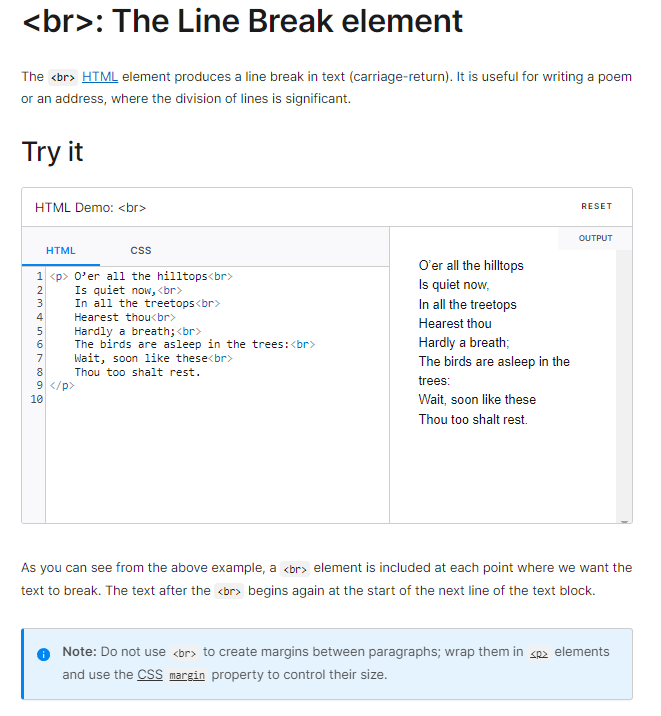 <br>: The Line Break element
The <br> HTML element produces a line break in text (carriage-return). It is useful for writing a poem
or an address, where the division of lines is significant.
Try it
HTML Demo: <br>
RESET
HTML CSS
OUTPUT
1 <p> O’er all the hilltops<br>
2 Is quiet now,<br>
3 In all the treetops<br>
4 Hearest thou<br>
5 Hardly a breath;<br>
6 The birds are asleep in the trees:<br>
7 Wait, soon like these<br>
8 Thou too shalt rest.
9 </p>
10
O’er all the hilltops
Is quiet now,
In all the treetops
Hearest thou
Hardly a breath;
The birds are asleep in the
trees:
Wait, soon like these
Thou too shalt rest.
As you can see from the above example, a <br> element is included at each point where we want the
text to break. The text after the <br> begins again at the start of the next line of the text block.
Note: Do not use <br> to create margins between paragraphs; wrap them in <p> elements
and use the CSS margin property to control their size.